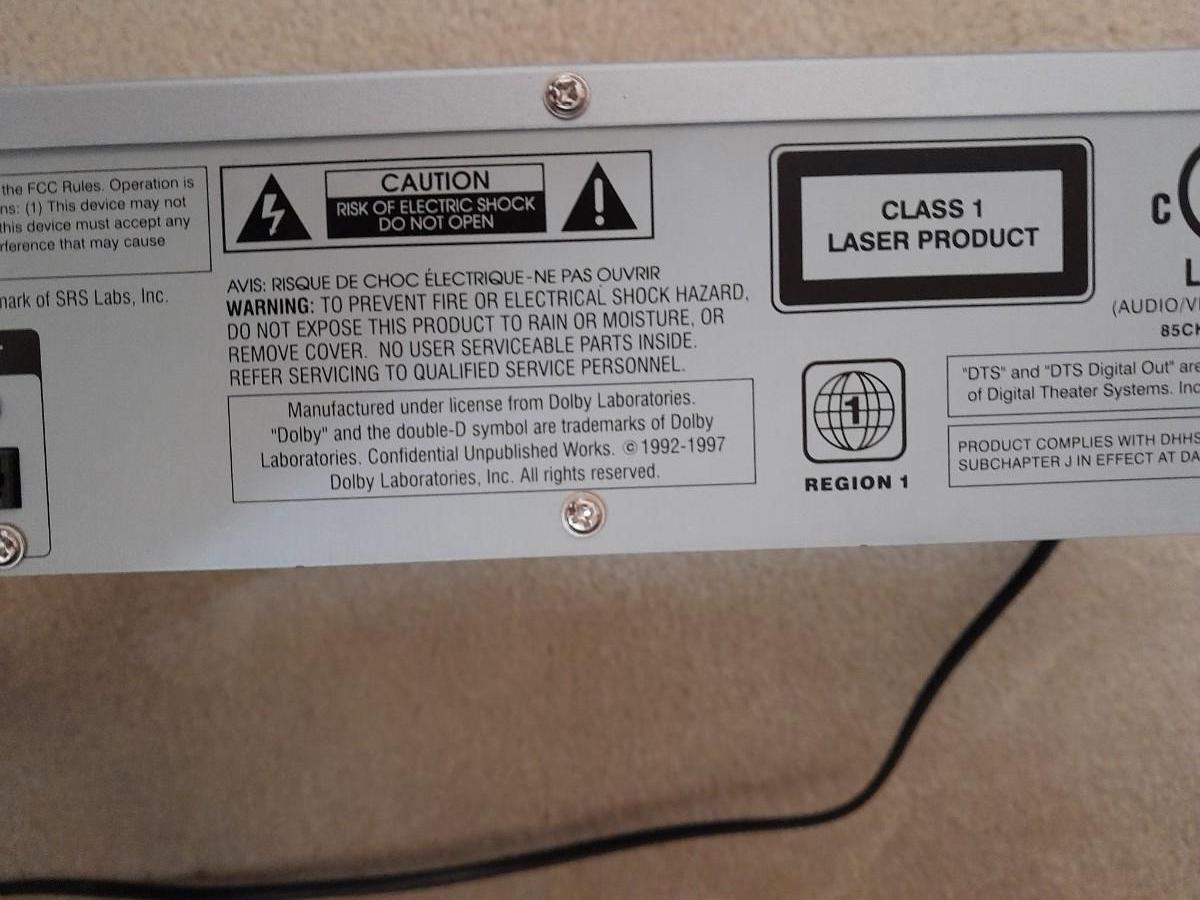 the FCC Rules. Operation is
ns: (1) This device may not
this device must accept any
rference that may cause
mark of SRS Labs, Inc.
CAUTION
RISK OF ELECTRIC SHOCK
DO NOT OPEN
AVIS: RISQUE DE CHOC ÉLECTRIQUE-NE PAS OUVRIR
WARNING: TO PREVENT FIRE OR ELECTRICAL SHOCK HAZARD,
DO NOT EXPOSE THIS PRODUCT TO RAIN OR MOISTURE, OR
REMOVE COVER. NO USER SERVICEABLE PARTS INSIDE.
REFER SERVICING TO QUALIFIED SERVICE PERSONNEL.
Manufactured under license from Dolby Laboratories.
"Dolby" and the double-D symbol are trademarks of Dolby
Laboratories. Confidential Unpublished Works. © 1992-1997
Dolby Laboratories, Inc. All rights reserved.
CLASS 1
LASER PRODUCT
1
REGION 1
C
L
(AUDIO/VI
85CH
"DTS" and "DTS Digital Out" are
of Digital Theater Systems. Inc
PRODUCT COMPLIES WITH DHHS
SUBCHAPTER J IN EFFECT AT DA